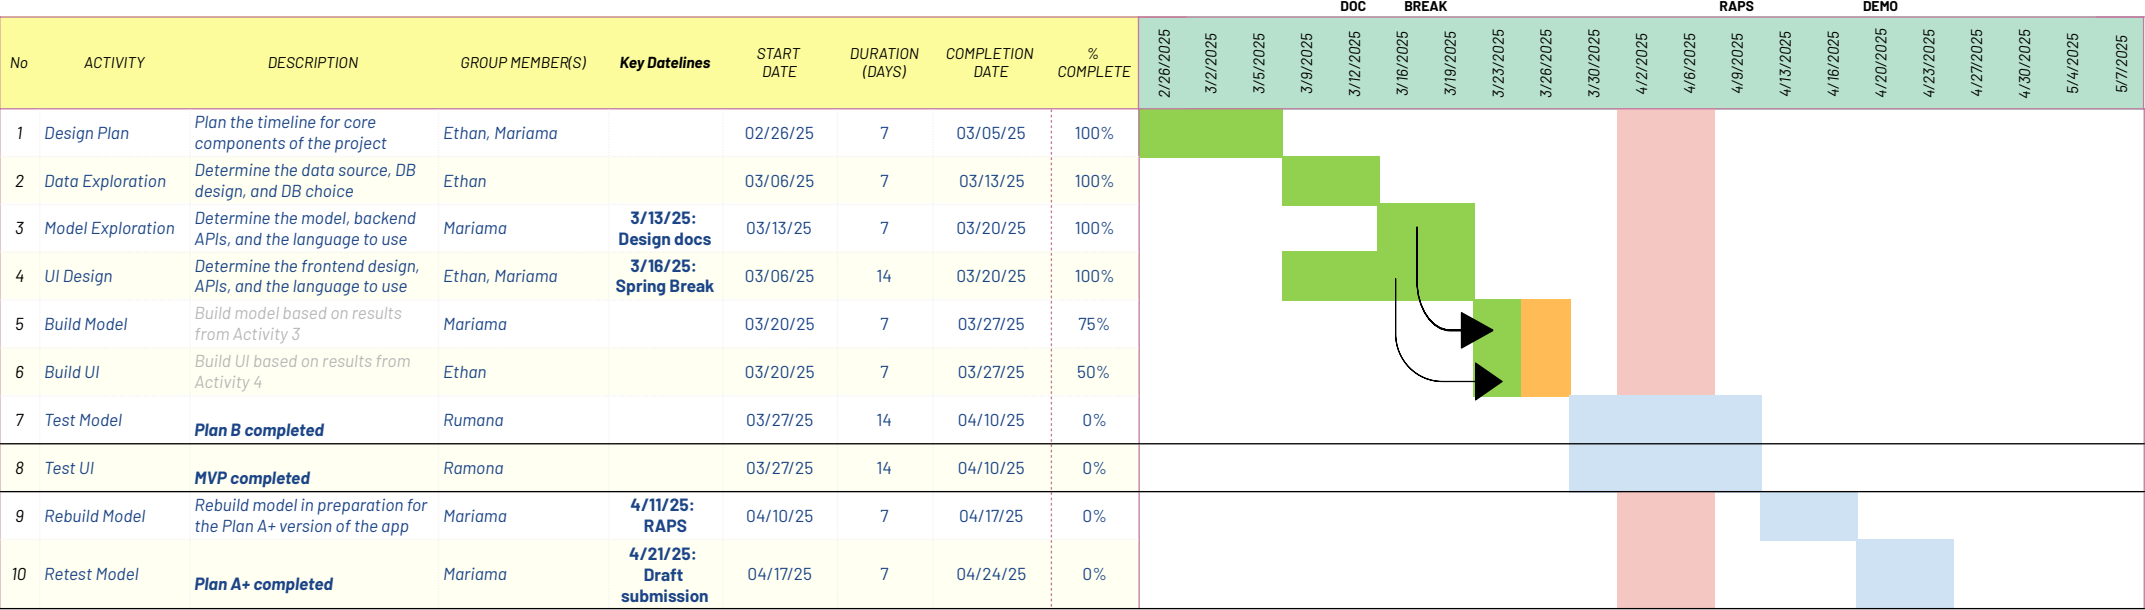 DOC BREAK RAPS DEMO
No ACTIVITY DESCRIPTION GROUP MEMBER(S) Key Datelines START DATE DURATION (DAYS) COMPLETION DATE % COMPLETE 2/26/2025 3/2/2025 3/5/2025 3/9/2025 3/12/2025 3/16/2025 3/19/2025 3/23/2025 3/26/2025 3/30/2025 4/2/2025 4/6/2025 4/9/2025 4/13/2025 4/16/2025 4/20/2025 4/23/2025 4/27/2025 4/30/2025 5/4/2025 5/7/2025
1 Design Plan Plan the timeline for core components of the project Ethan, Mariama 02/26/25 7 03/05/25 100%
2 Data Exploration Determine the data source, DB design, and DB choice Ethan 03/06/25 7 03/13/25 100%
3 Model Exploration Determine the model, backend APIs, and the language to use Mariama 3/13/25: Design docs 03/13/25 7 03/20/25 100%
4 UI Design Determine the frontend design, APIs, and the language to use Ethan, Mariama 3/16/25: Spring Break 03/06/25 14 03/20/25 100%
5 Build Model Build model based on results from Activity 3 Mariama 03/20/25 7 03/27/25 75%
6 Build UI Build UI based on results from Activity 4 Ethan 03/20/25 7 03/27/25 50%
7 Test Model Plan B completed Rumana 03/27/25 14 04/10/25 0%
8 Test UI MVP completed Ramona 03/27/25 14 04/10/25 0%
9 Rebuild Model Rebuild model in preparation for the Plan A+ version of the app Mariama 4/11/25: RAPS 04/10/25 7 04/17/25 0%
10 Retest Model Plan A+ completed Mariama 4/21/25: Draft submission 04/17/25 7 04/24/25 0%